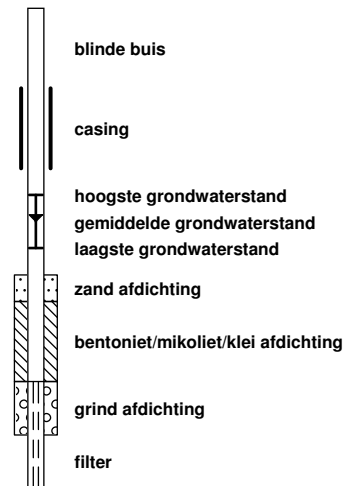 blinde buis
casing
hoogste grondwaterstand
gemiddelde grondwaterstand
laagste grondwaterstand
zand afdichting
bentoniet/mikoliet/klei afdichting
grind afdichting
filter